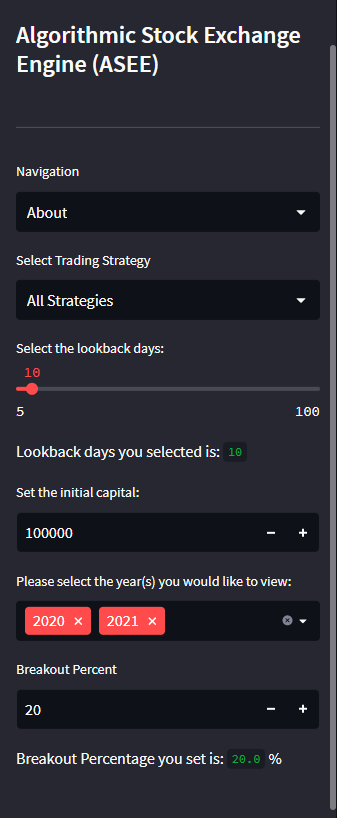 Algorithmic Stock Exchange
Engine (ASEE)
Navigation
About
Select Trading Strategy
All Strategies
Select the lookback days:
10
5 100
Lookback days you selected is: 10
Set the initial capital:
100000 − +
Please select the year(s) you would like to view:
2020 × 2021 ×
Breakout Percent
20 − +
Breakout Percentage you set is: 20.0 %